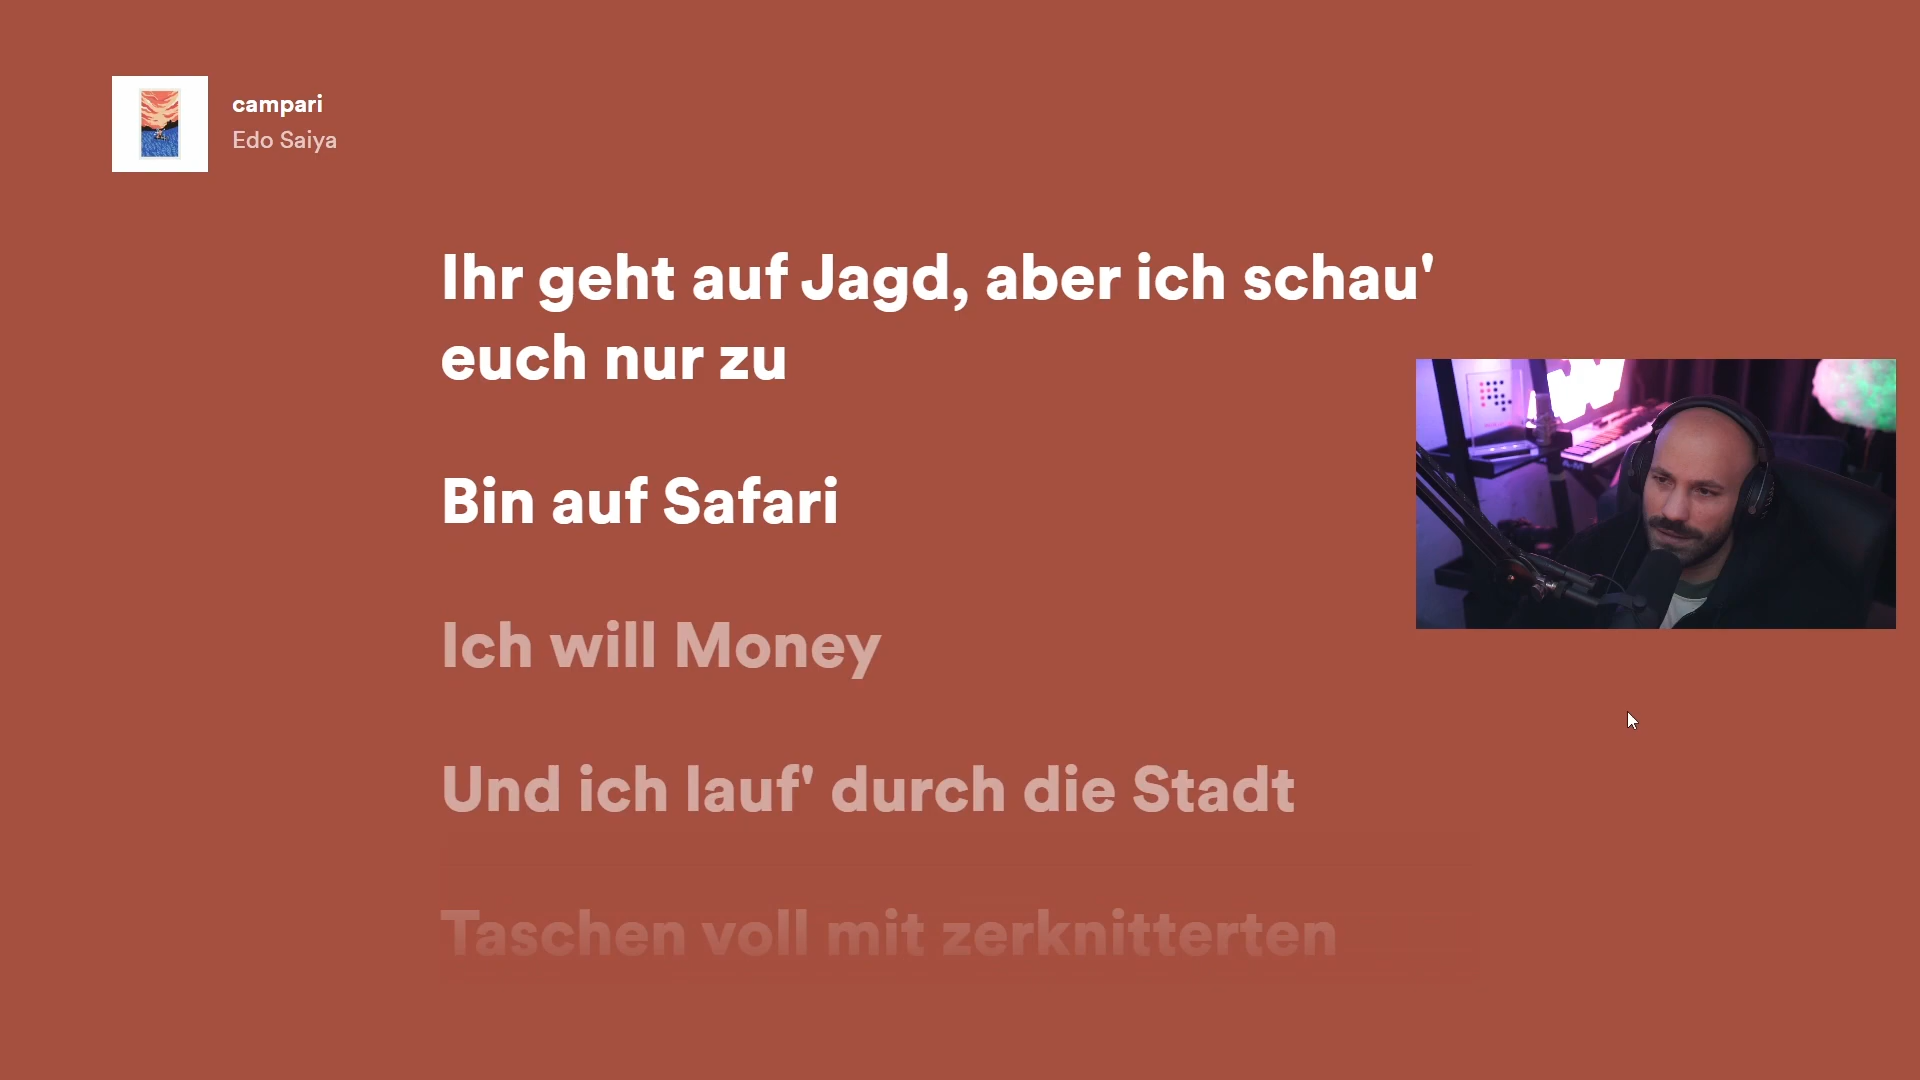 campari
Edo Saiya
Ihr geht auf Jagd, aber ich schau'
euch nur zu
Bin auf Safari
Ich will Money
Und ich lauf' durch die Stadt
Taschen voll mit zerknitterten